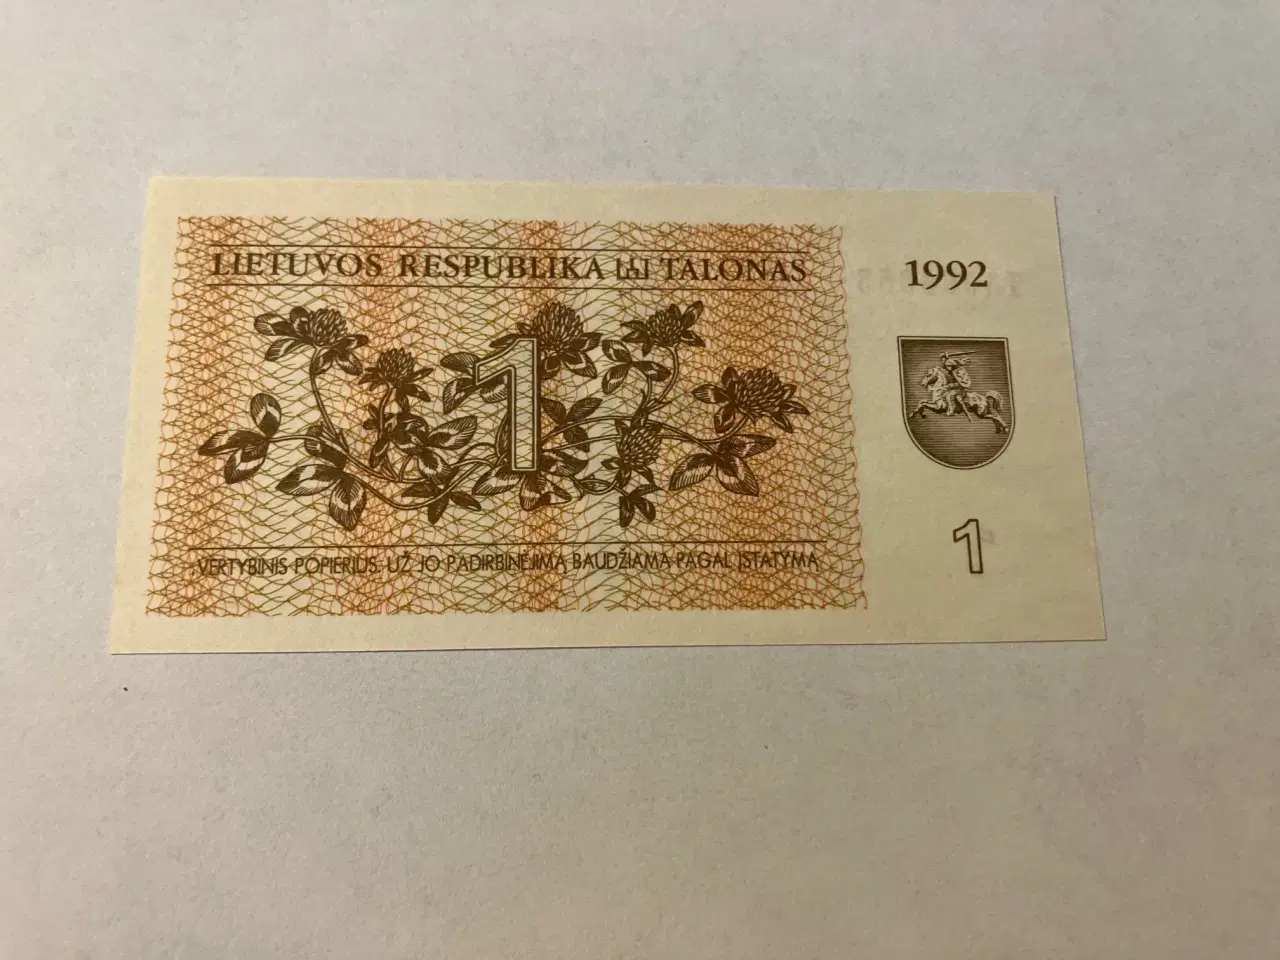 LIETUVOS RESPUBLIKA TALONAS
1992
1
VERTYBINIS POPIERIUS. UŽ JO PADIRBINĖJIMĄ BAUDŽIAMA PAGAL ĮSTATYMĄ
1